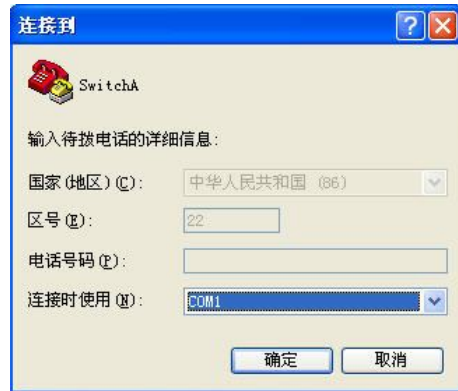 连接到
SwitchA
输入待拨电话的详细信息:
国家(地区)(C): 中华人民共和国 (86)
区号(E): 22
电话号码(P):
连接时使用(N): COM1
确定 取消